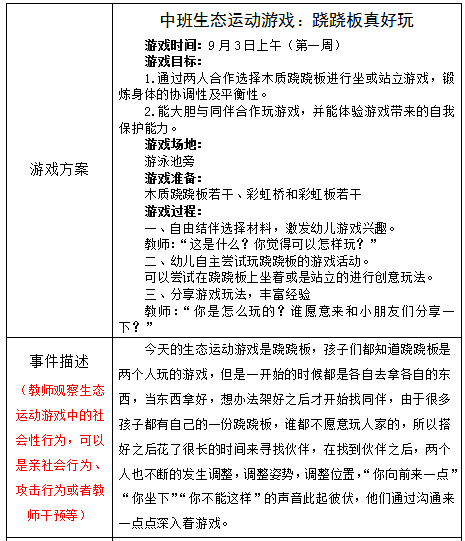 中班生态运动游戏：跷跷板真好玩
游戏时间：9月3日上午（第一周）
游戏目标：
1.通过两人合作选择木质跷跷板进行坐或站立游戏，锻
炼身体的协调性及平衡性。
2.能大胆与同伴合作玩游戏，并能体验游戏带来的自我
保护能力。
游戏场地：
游泳池旁
游戏准备：
木质跷跷板若干、彩虹桥和彩虹板若干
游戏过程：
一、自由结伴选择材料，激发幼儿游戏兴趣。
教师：“这是什么？你觉得可以怎样玩？”
二、幼儿自主尝试玩跷跷板的游戏活动。
可以尝试在跷跷板上坐着或是站立的进行创意玩法。
三、分享游戏玩法，丰富经验
教师：“你是怎么玩的？谁愿意来和小朋友们分享一
下？”
游戏方案
事件描述
（教师观察生态
运动游戏中的社
会性行为，可以
是亲社会行为、
攻击行为或者教
师干预等）
今天的生态运动游戏是跷跷板，孩子们都知道跷跷板是
两个人玩的游戏，但是一开始的时候都是各自去拿各自的东
西，当东西拿好，想办法架好之后才开始找同伴，由于很多
孩子都有自己的一份跷跷板，谁都不愿意玩人家的，所以搭
好之后花了很长的时间来寻找伙伴，在找到伙伴之后，两个
人也不断的发生调整，调整姿势，调整位置，“你向前来一点”
“你坐下”“你不能这样”的声音此起彼伏，他们通过沟通来
一点点深入着游戏。